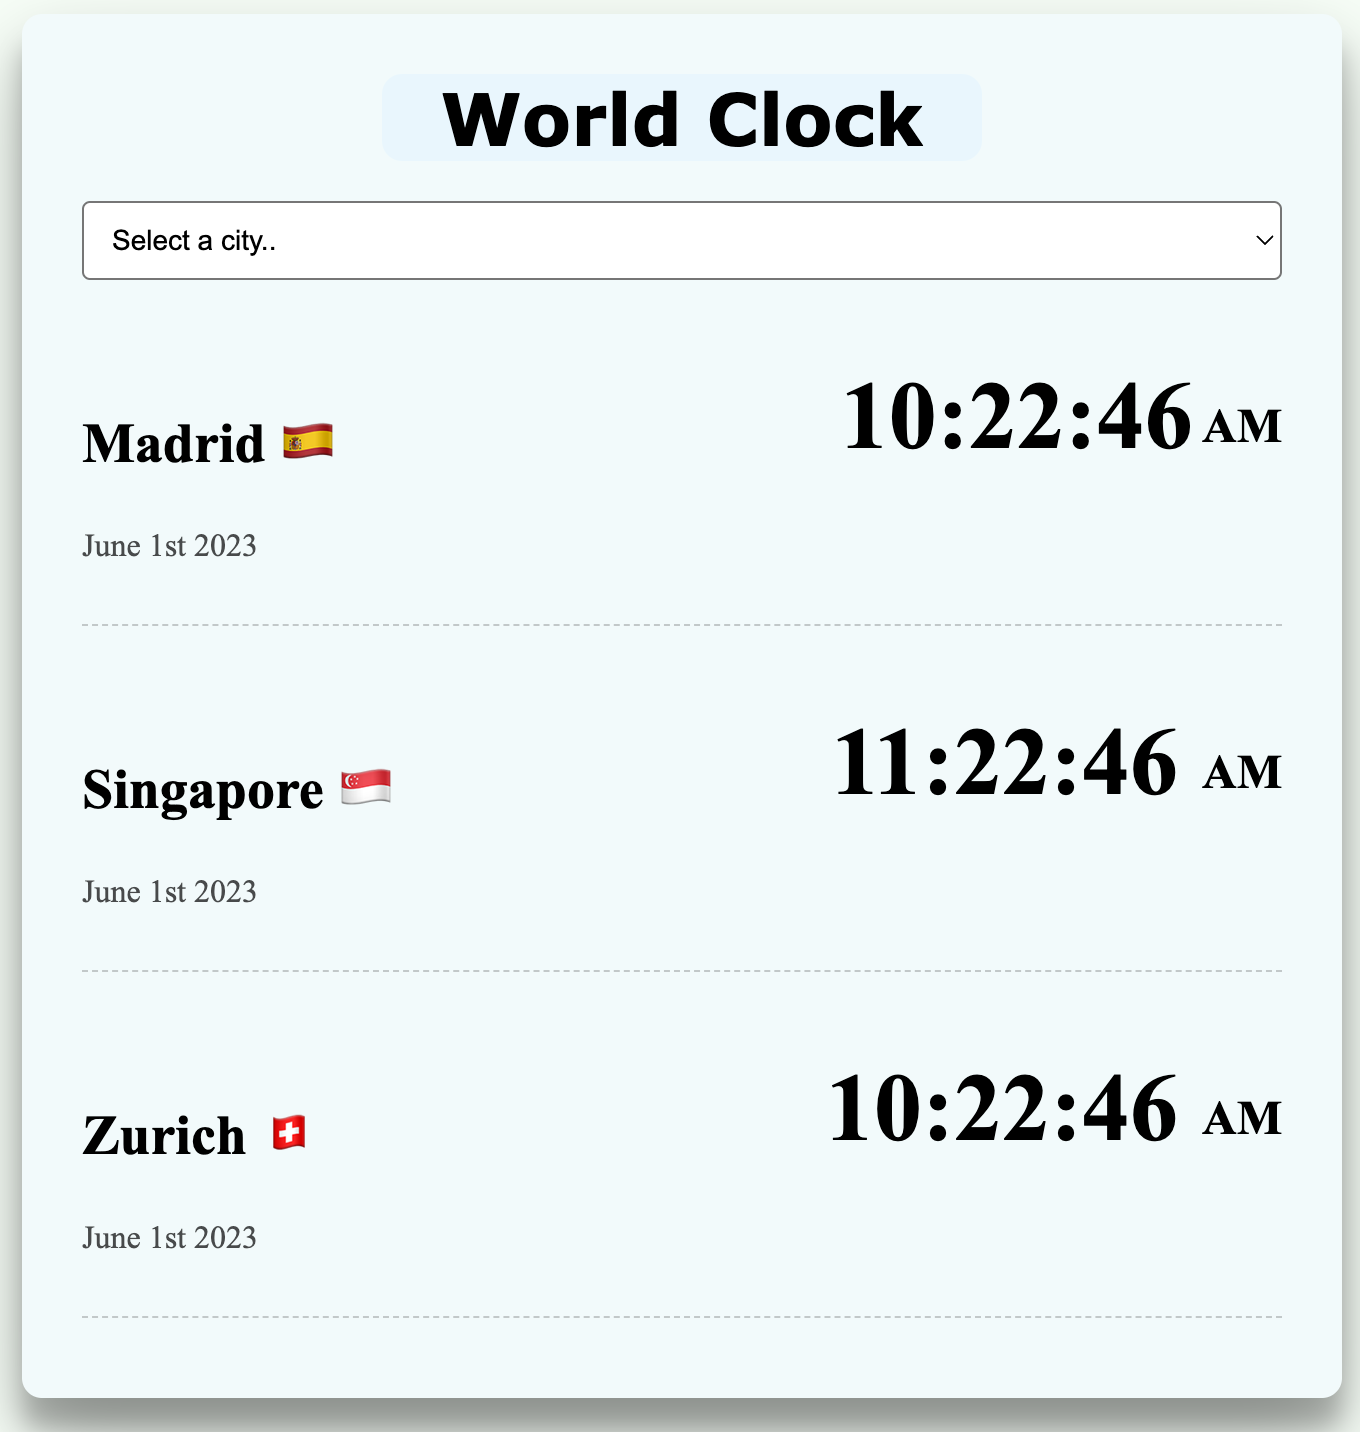 World Clock
Select a city..
Madrid 🇪🇸 10:22:46 AM
June 1st 2023
Singapore 🇸🇬 11:22:46 AM
June 1st 2023
Zurich 🇨🇭 10:22:46 AM
June 1st 2023